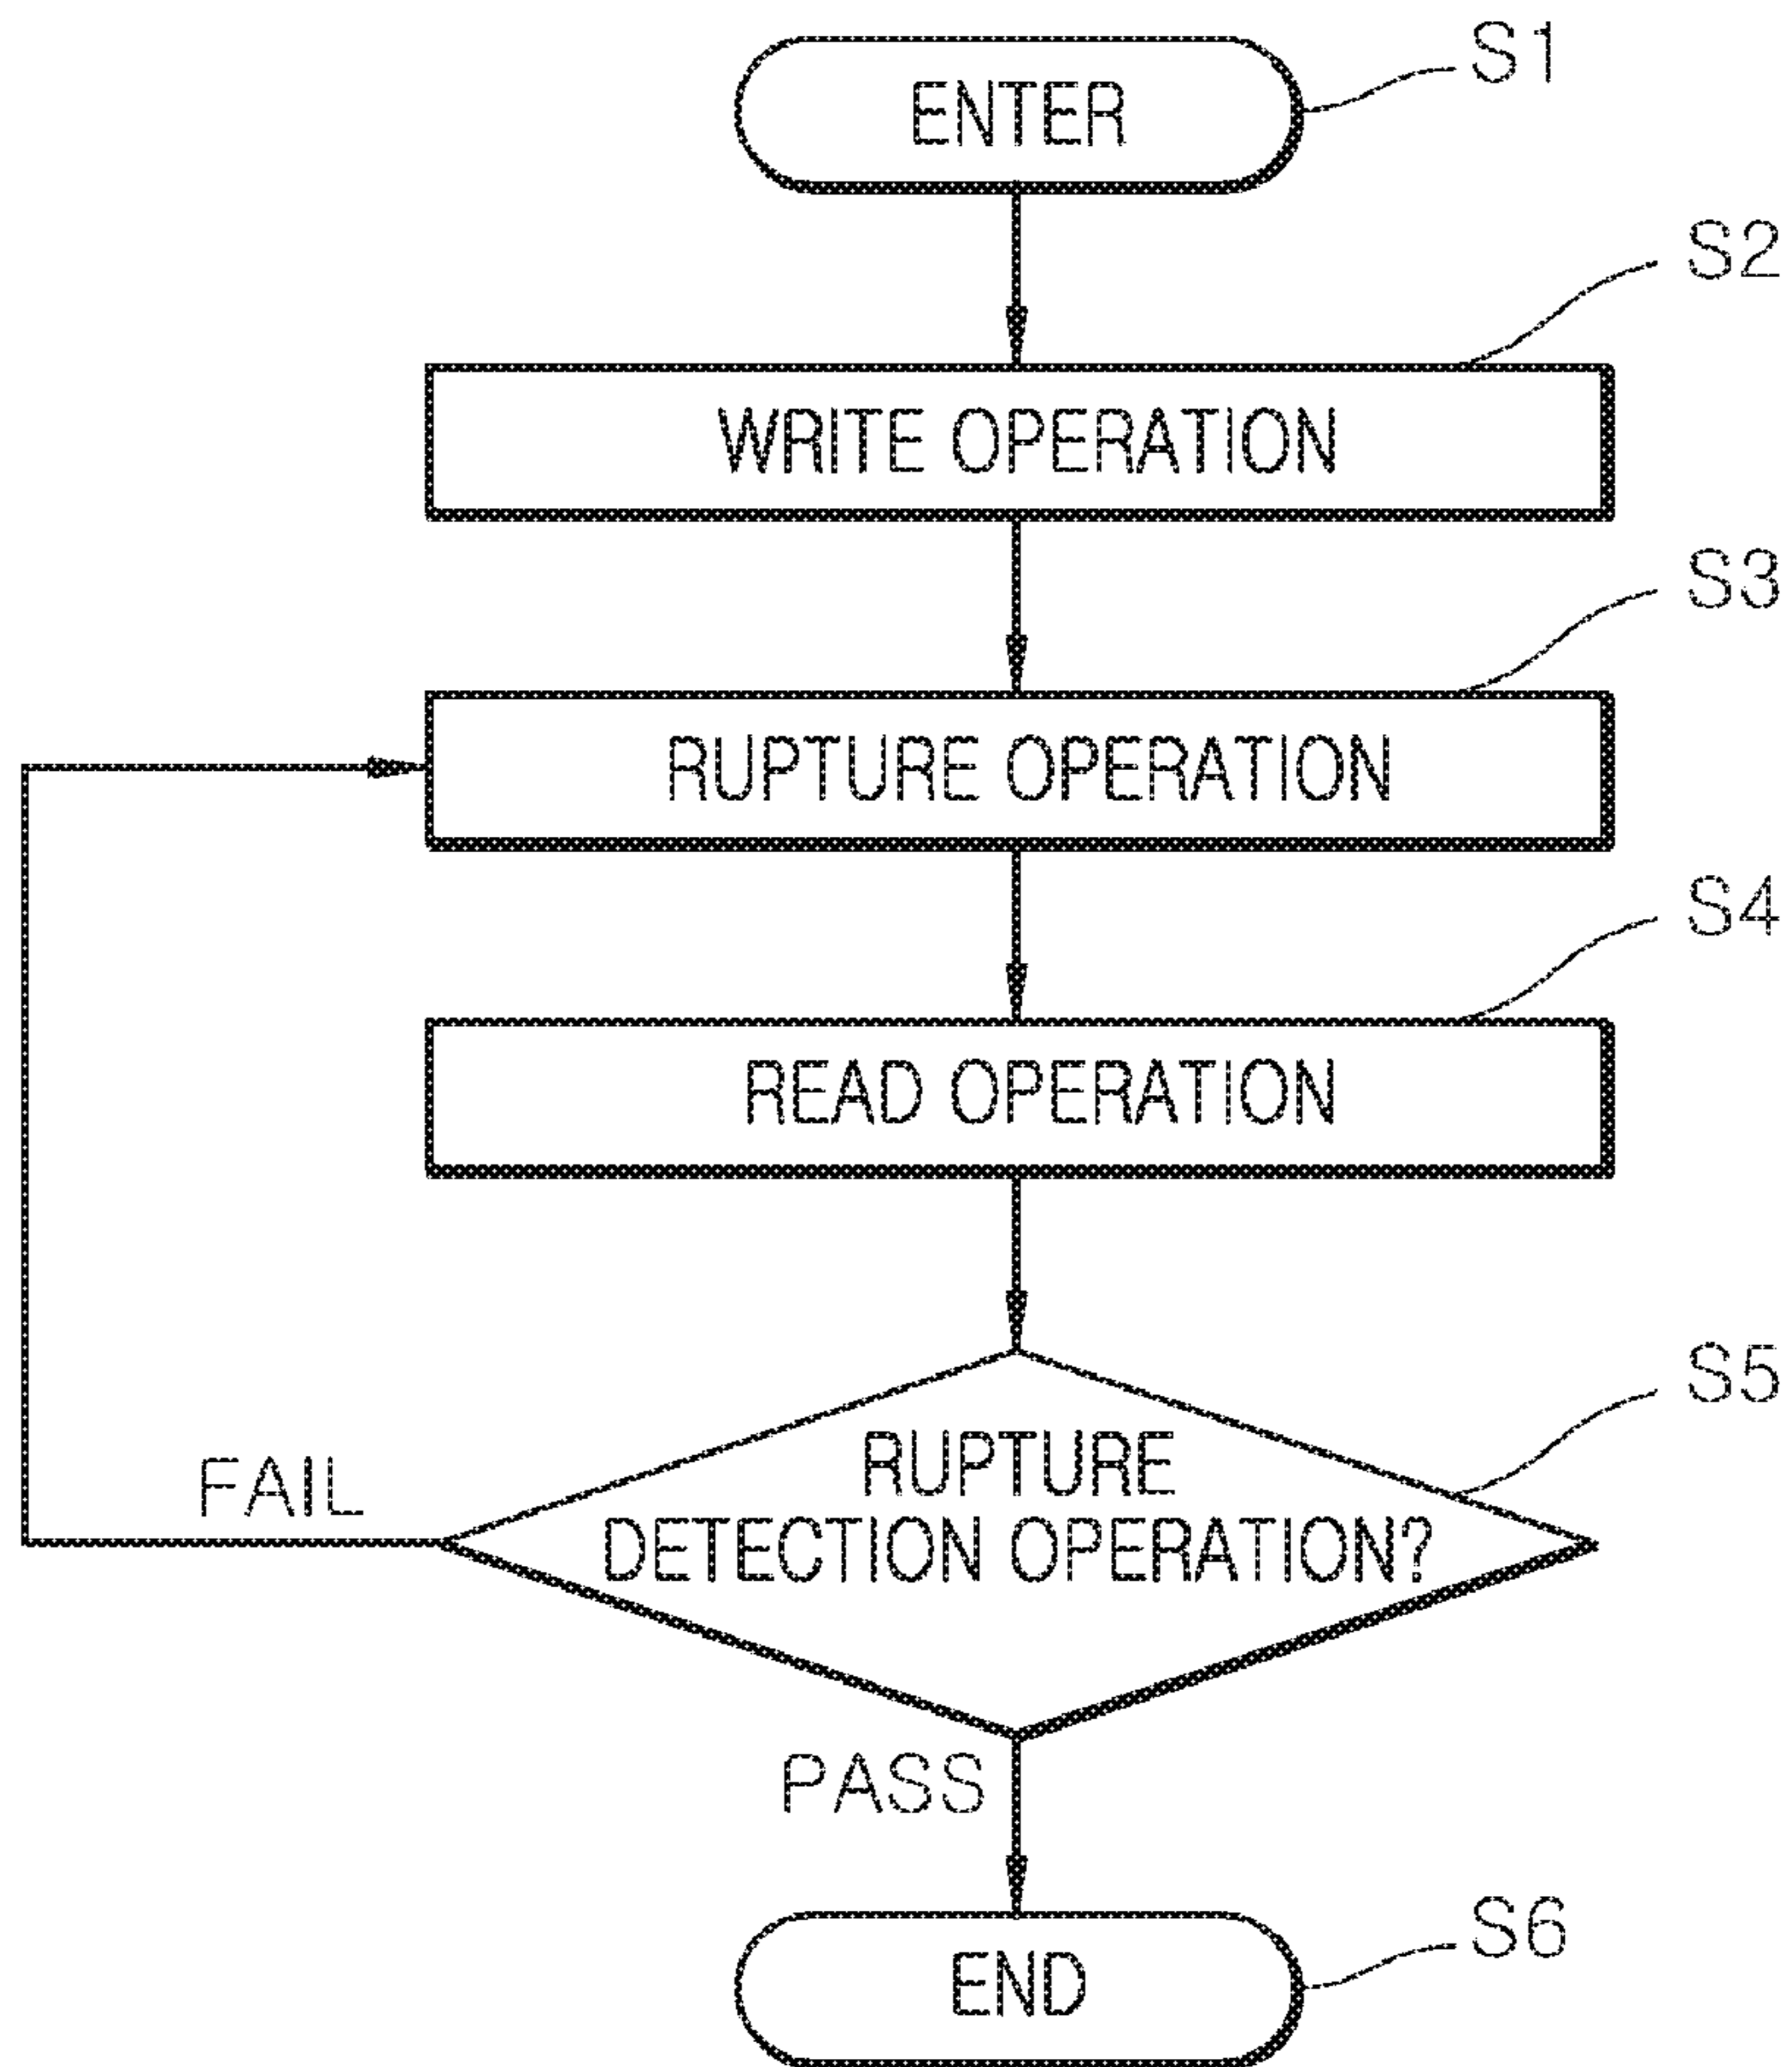 ENTER
S1
S2
WRITE OPERATION
S3
RUPTURE OPERATION
S4
READ OPERATION
S5
RUPTURE
DETECTION OPERATION?
FAIL
PASS
S6
END